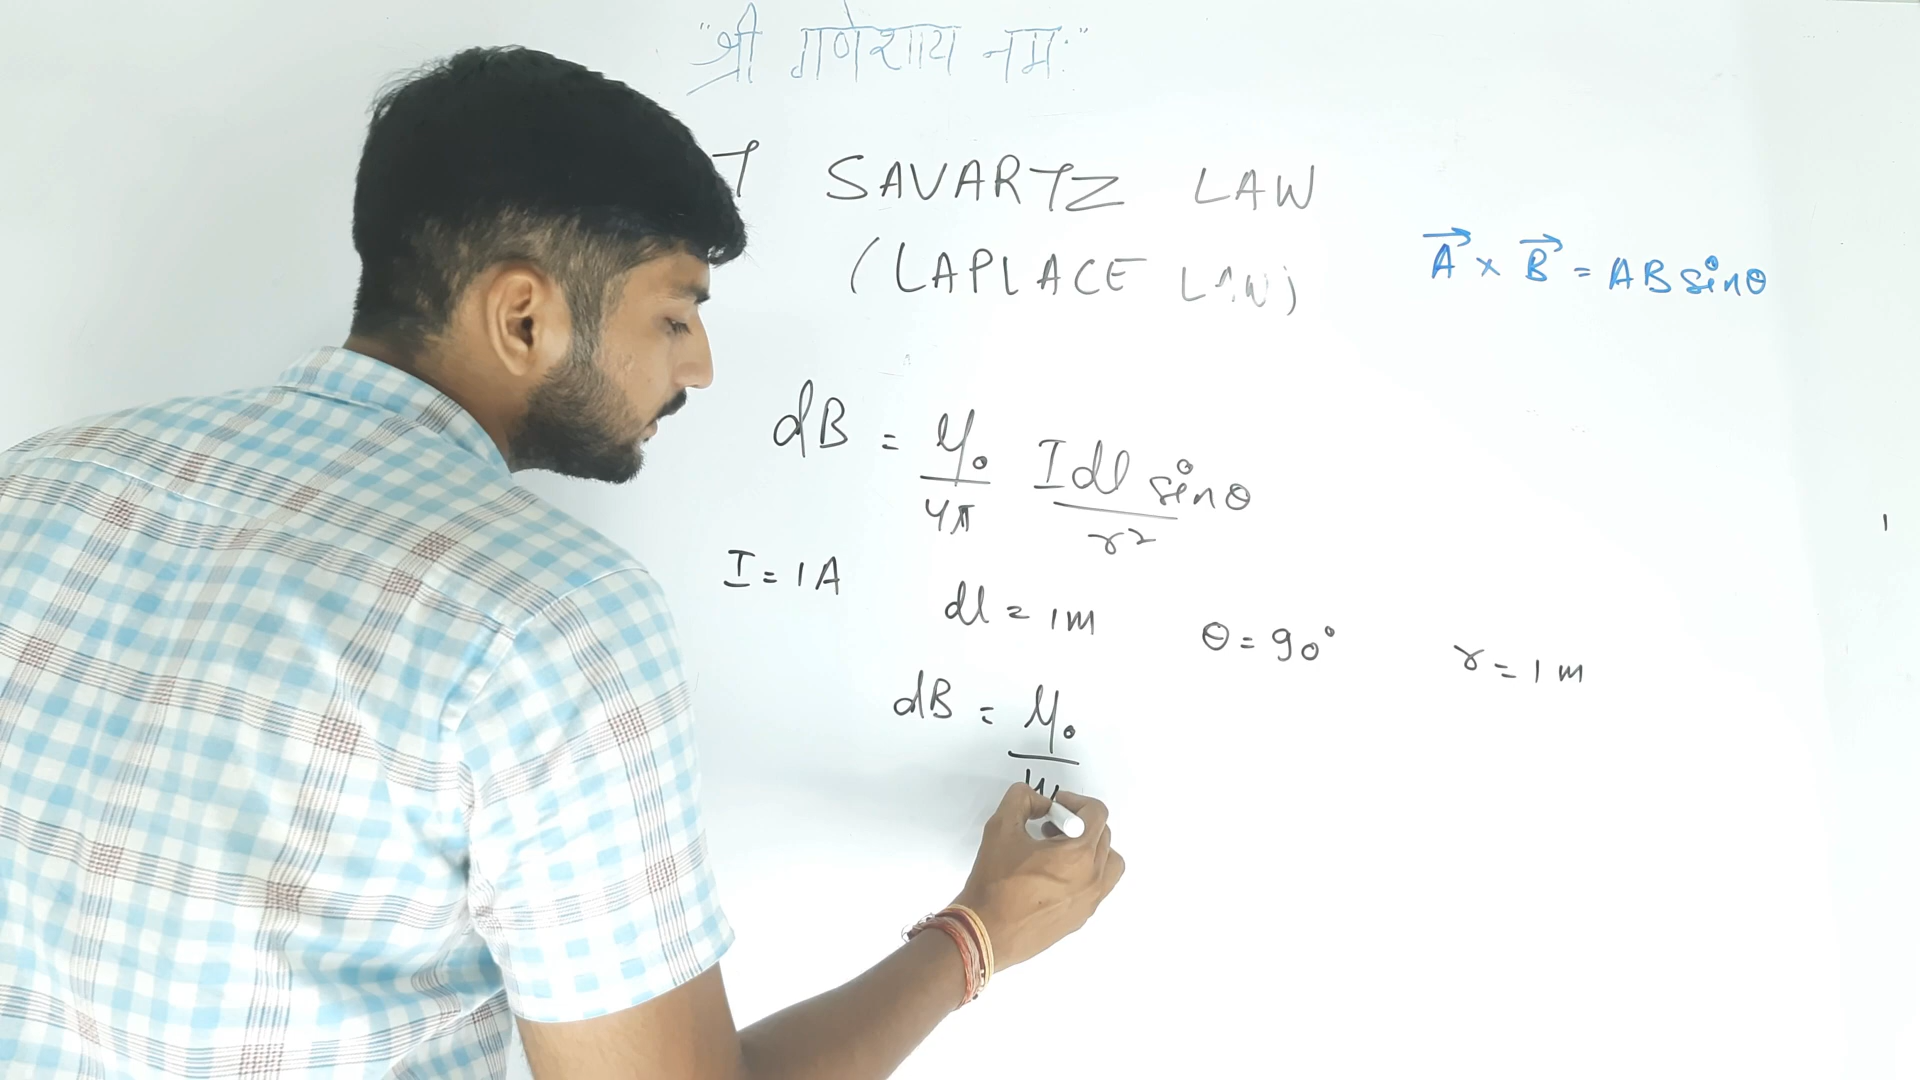 "श्री गणेशाय नमः"
T SAVARTZ LAW
(LAPLACE LAW)
A⃗ × B⃗ = AB sinθ
dB = μ₀/4π Idl sinθ/r²
I = 1A dl = 1m θ = 90° r = 1m
dB = μ₀/4